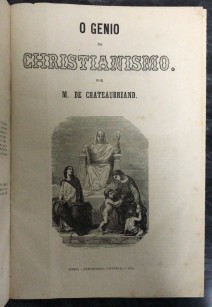 O GENIO
DO
CHRISTIANISMO.
POR
M. DE CHATEAUBRIAND.